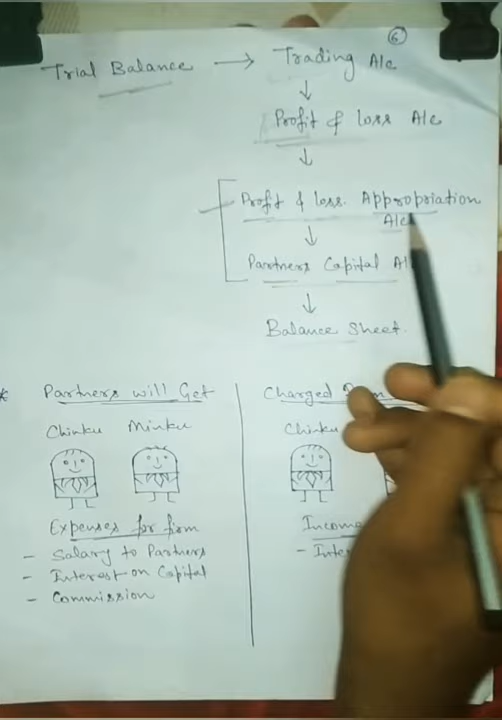 6
Trial Balance → Trading A/c
↓
Profit & loss A/c
↓
Profit & loss. Appropriation
A/c
↓
Partners Capital A/
↓
Balance Sheet.
* Partners will Get
Chinku Minku
Expenses for firm
- Salary to Partners
- Interest on Capital
- Commission
Charged
Chinku
Income
- Inte